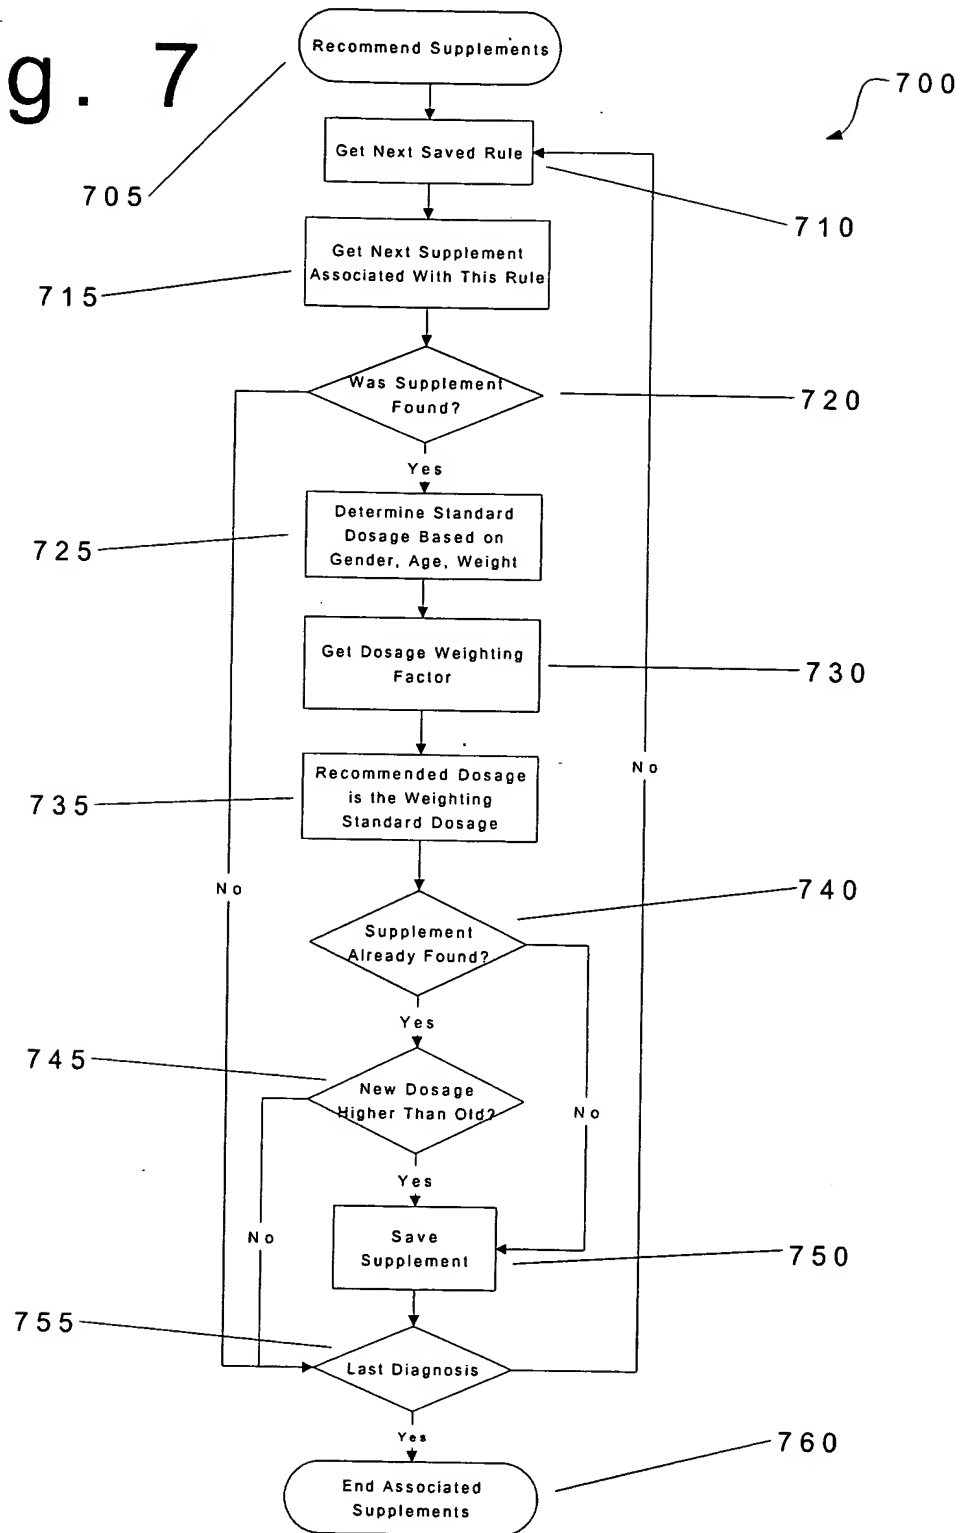 g. 7
Recommend Supplements
700
Get Next Saved Rule
705
710
Get Next Supplement
Associated With This Rule
715
Was Supplement
Found?
720
Yes
Determine Standard
Dosage Based on
Gender, Age, Weight
725
Get Dosage Weighting
Factor
730
Recommended Dosage
is the Weighting
Standard Dosage
No
735
No
740
Supplement
Already Found?
Yes
745
New Dosage
Higher Than Old?
No
Yes
No
Save
Supplement
750
755
Last Diagnosis
Yes
760
End Associated
Supplements